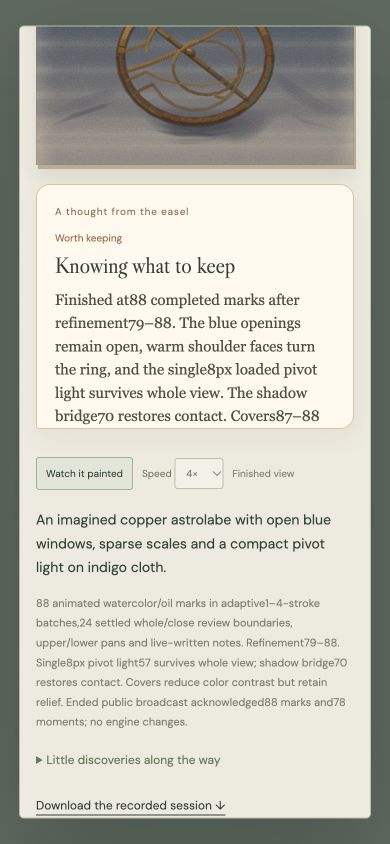 A thought from the easel
Worth keeping
Knowing what to keep
Finished at88 completed marks after
refinement79–88. The blue openings
remain open, warm shoulder faces turn
the ring, and the single8px loaded pivot
light survives whole view. The shadow
bridge70 restores contact. Covers87–88
Watch it painted Speed 4× Finished view
An imagined copper astrolabe with open blue
windows, sparse scales and a compact pivot
light on indigo cloth.
88 animated watercolor/oil marks in adaptive1–4-stroke
batches,24 settled whole/close review boundaries,
upper/lower pans and live-written notes. Refinement79–88.
Single8px pivot light57 survives whole view; shadow bridge70
restores contact. Covers reduce color contrast but retain
relief. Ended public broadcast acknowledged88 marks and78
moments; no engine changes.
▶ Little discoveries along the way
Download the recorded session ↓